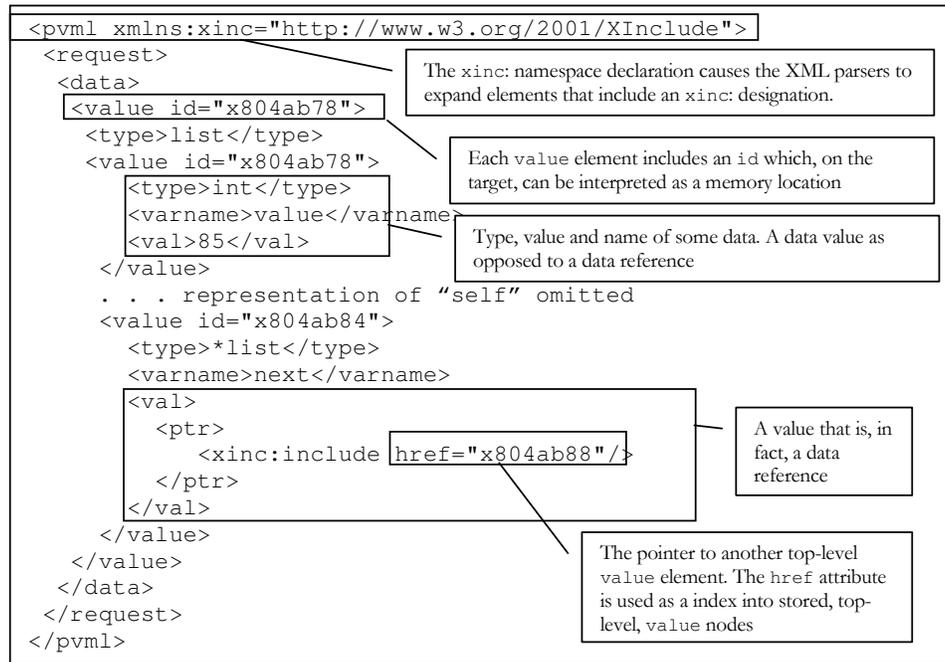 <pvml xmlns:xinc="http://www.w3.org/2001/XInclude">
<request>
The xinc: namespace declaration causes the XML parsers to
expand elements that include an xinc: designation.
<data>
<value id="x804ab78">
<type>list</type>
<value id="x804ab78">
Each value element includes an id which, on the
target, can be interpreted as a memory location
<type>int</type>
<varname>value</varname>
<val>85</val>
Type, value and name of some data. A data value as
opposed to a data reference
</value>
. . . representation of “self” omitted
<value id="x804ab84">
<type>*list</type>
<varname>next</varname>
<val>
<ptr>
<xinc:include href="x804ab88"/>
</ptr>
</val>
A value that is, in
fact, a data
reference
</value>
</value>
</data>
</request>
</pvml>
The pointer to another top-level
value element. The href attribute
is used as a index into stored, top-
level, value nodes